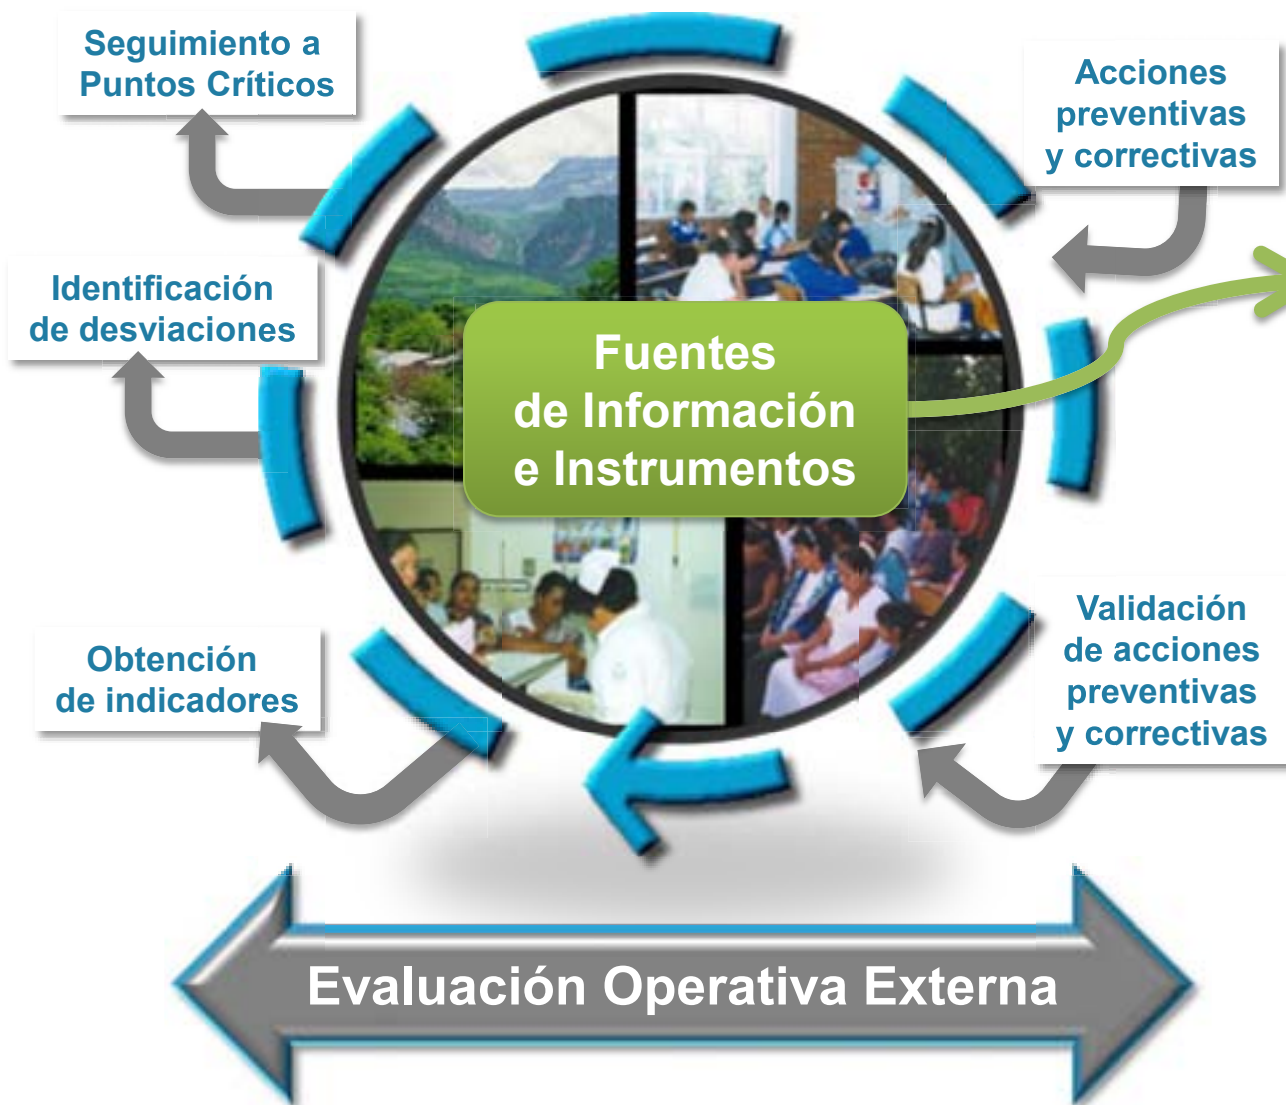 Seguimiento a
Puntos Críticos
Acciones
preventivas
y correctivas
Identificación
de desviaciones
Fuentes
de Información
e Instrumentos
Obtención
de indicadores
Validación
de acciones
preventivas
y correctivas
Evaluación Operativa Externa